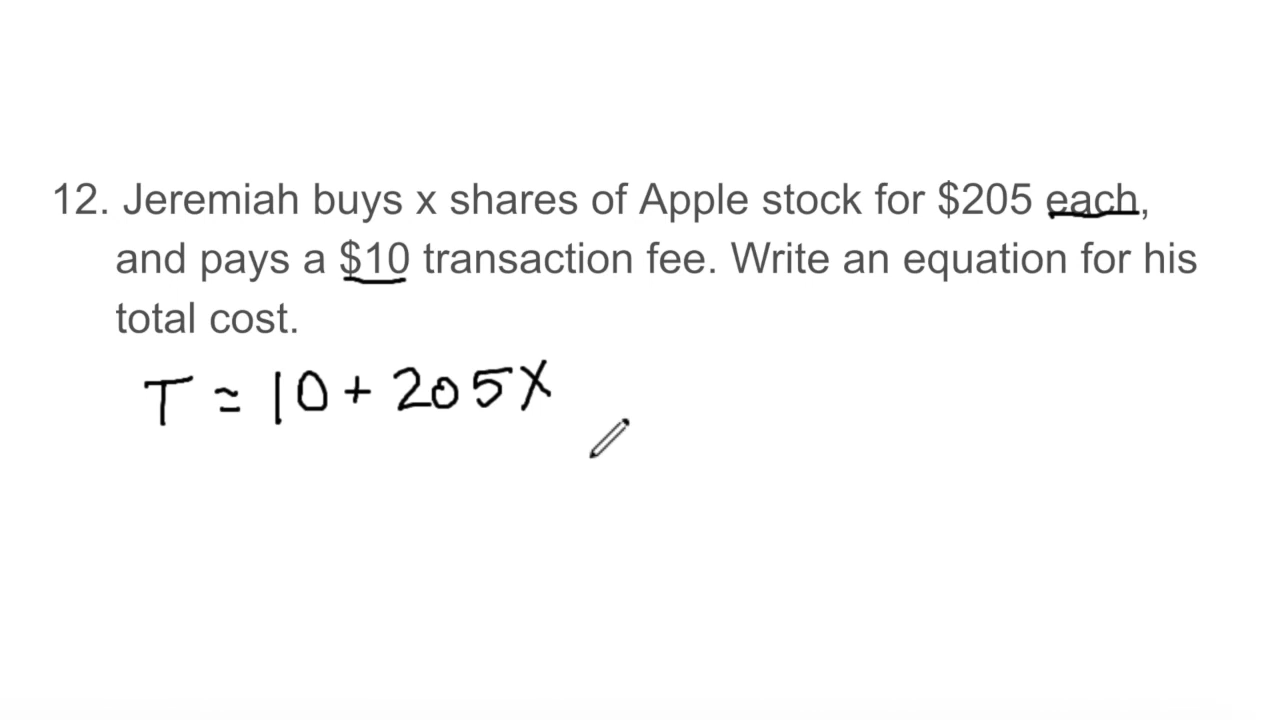 12. Jeremiah buys x shares of Apple stock for $205 each,
and pays a $10 transaction fee. Write an equation for his
total cost.
T = 10 + 205X